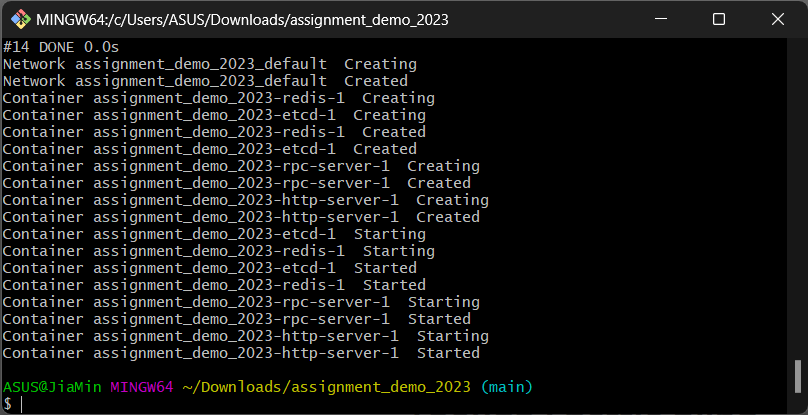 MINGW64:/c/Users/ASUS/Downloads/assignment_demo_2023
#14 DONE 0.0s
Network assignment_demo_2023_default  Creating
Network assignment_demo_2023_default  Created
Container assignment_demo_2023-redis-1  Creating
Container assignment_demo_2023-etcd-1  Creating
Container assignment_demo_2023-redis-1  Created
Container assignment_demo_2023-etcd-1  Created
Container assignment_demo_2023-rpc-server-1  Creating
Container assignment_demo_2023-rpc-server-1  Created
Container assignment_demo_2023-http-server-1  Creating
Container assignment_demo_2023-http-server-1  Created
Container assignment_demo_2023-etcd-1  Starting
Container assignment_demo_2023-redis-1  Starting
Container assignment_demo_2023-etcd-1  Started
Container assignment_demo_2023-redis-1  Started
Container assignment_demo_2023-rpc-server-1  Starting
Container assignment_demo_2023-rpc-server-1  Started
Container assignment_demo_2023-http-server-1  Starting
Container assignment_demo_2023-http-server-1  Started
ASUS@JiaMin MINGW64 ~/Downloads/assignment_demo_2023 (main)
$